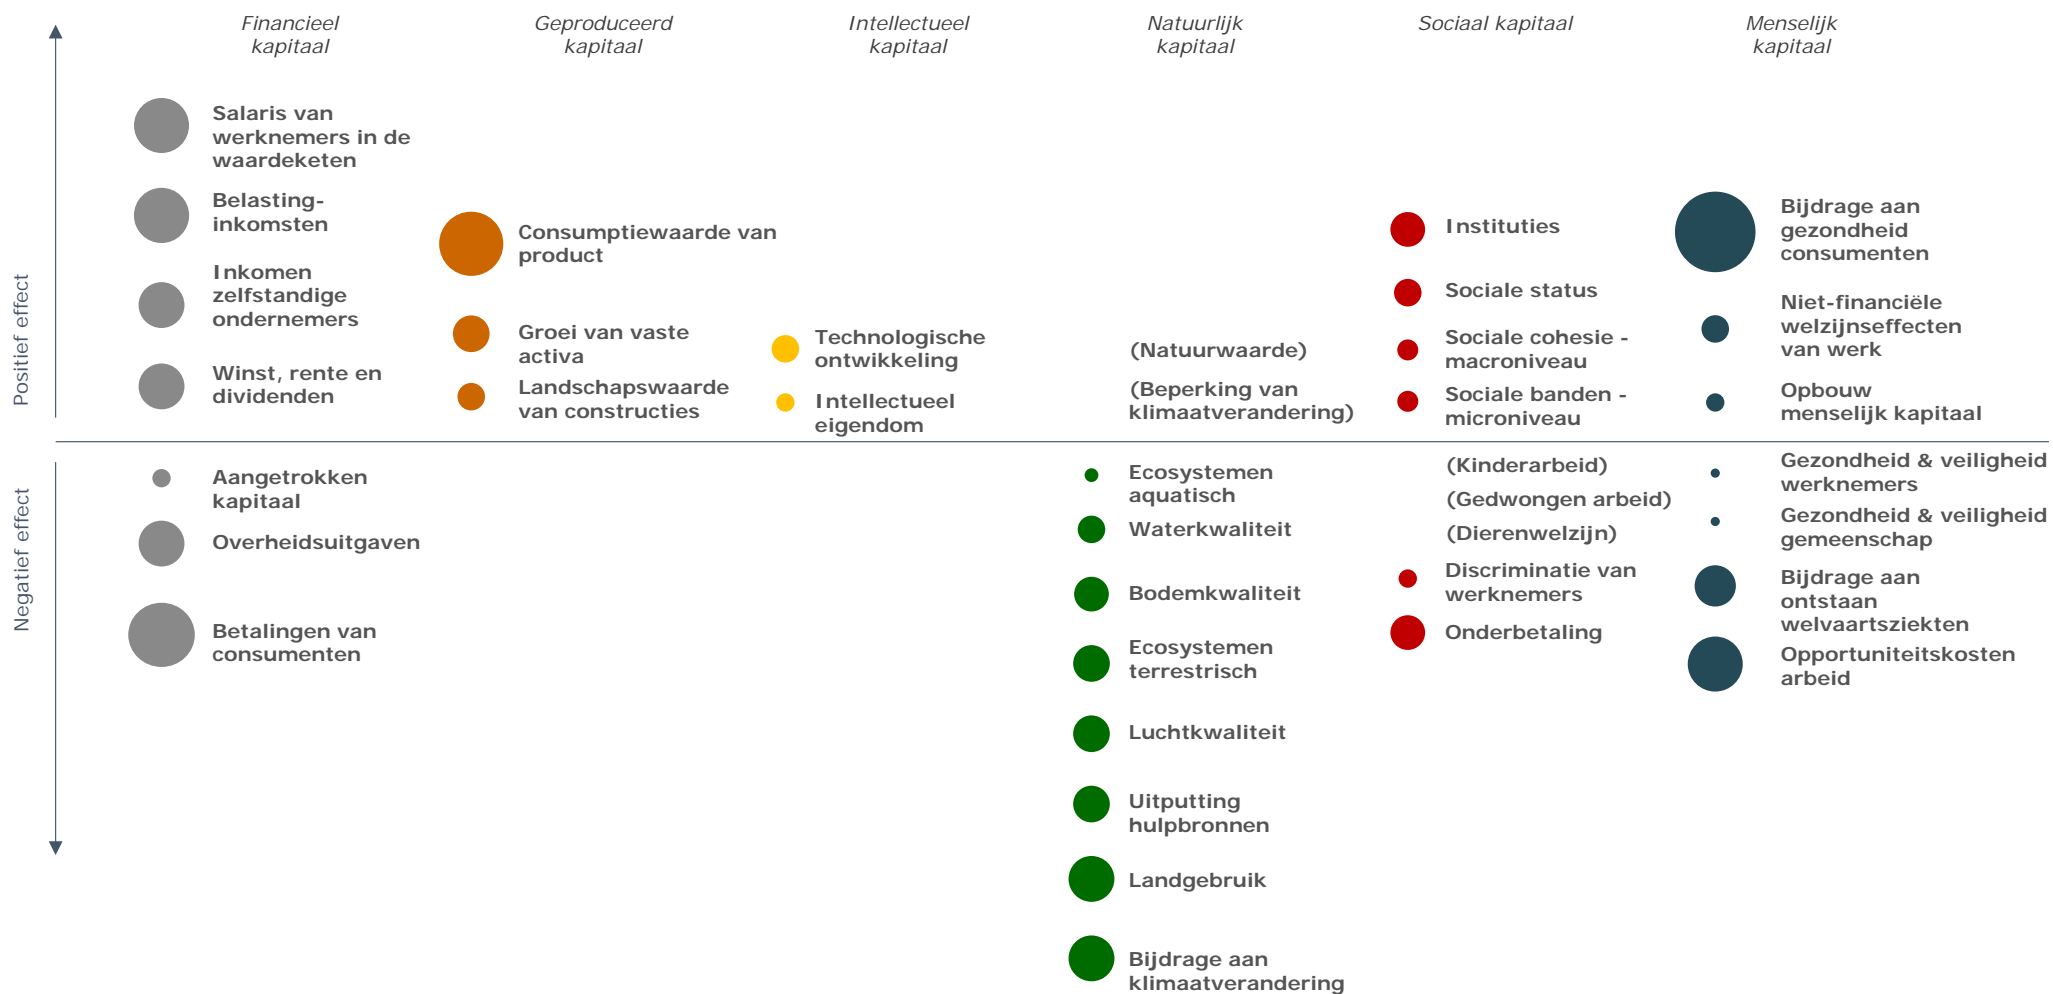 Financieel
kapitaal
Geproduceerd
kapitaal
Intellectueel
kapitaal
Natuurlijk
kapitaal
Sociaal kapitaal
Menselijk
kapitaal
Positief effect
Salaris van
werknemers in de
waardeketen
Belasting-
inkomsten
Inkomen
zelfstandige
ondernemers
Winst, rente en
dividenden
Consumptiewaarde van
product
Groei van vaste
activa
Landschapswaarde
van constructies
Technologische
ontwikkeling
Intellectueel
eigendom
(Natuurwaarde)
(Beperking van
klimaatverandering)
Instituties
Sociale status
Sociale cohesie -
macroniveau
Sociale banden -
microniveau
Bijdrage aan
gezondheid
consumenten
Niet-financiële
welzijnseffecten
van werk
Opbouw
menselijk kapitaal
Negatief effect
Aangetrokken
kapitaal
Overheidsuitgaven
Betalingen van
consumenten
Ecosystemen
aquatisch
Waterkwaliteit
Bodemkwaliteit
Ecosystemen
terrestrisch
Luchtkwaliteit
Uitputting
hulpbronnen
Landgebruik
Bijdrage aan
klimaatverandering
(Kinderarbeid)
(Gedwongen arbeid)
(Dierenwelzijn)
Discriminatie van
werknemers
Onderbetaling
Gezondheid & veiligheid
werknemers
Gezondheid & veiligheid
gemeenschap
Bijdrage aan
ontstaan
welvaartsziekten
Opportuniteitskosten
arbeid